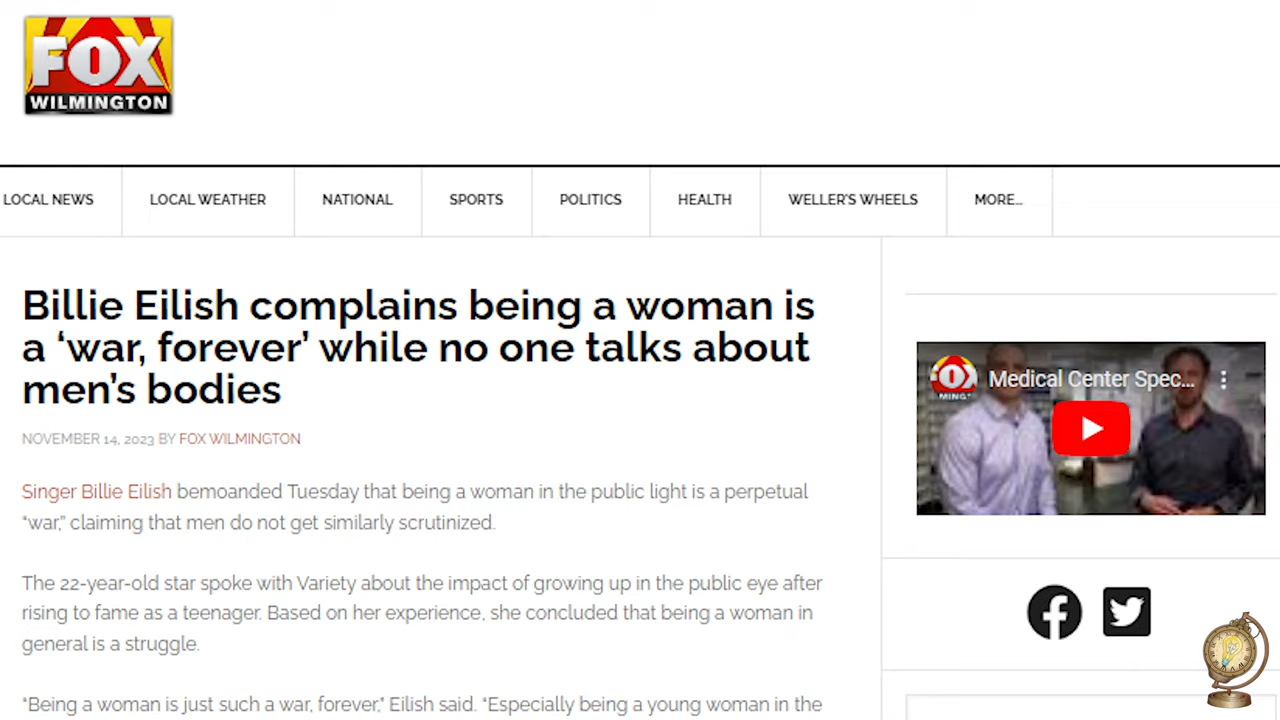 FOX
WILMINGTON
LOCAL NEWS
LOCAL WEATHER
NATIONAL
SPORTS
POLITICS
HEALTH
WELLER'S WHEELS
MORE...
Billie Eilish complains being a woman is
a ‘war, forever’ while no one talks about
men’s bodies
NOVEMBER 14, 2023 BY FOX WILMINGTON
Singer Billie Eilish bemoanded Tuesday that being a woman in the public light is a perpetual
“war,” claiming that men do not get similarly scrutinized.
The 22-year-old star spoke with Variety about the impact of growing up in the public eye after
rising to fame as a teenager. Based on her experience, she concluded that being a woman in
general is a struggle.
“Being a woman is just such a war, forever,” Eilish said. “Especially being a young woman in the
FOX
Medical Center Spec...